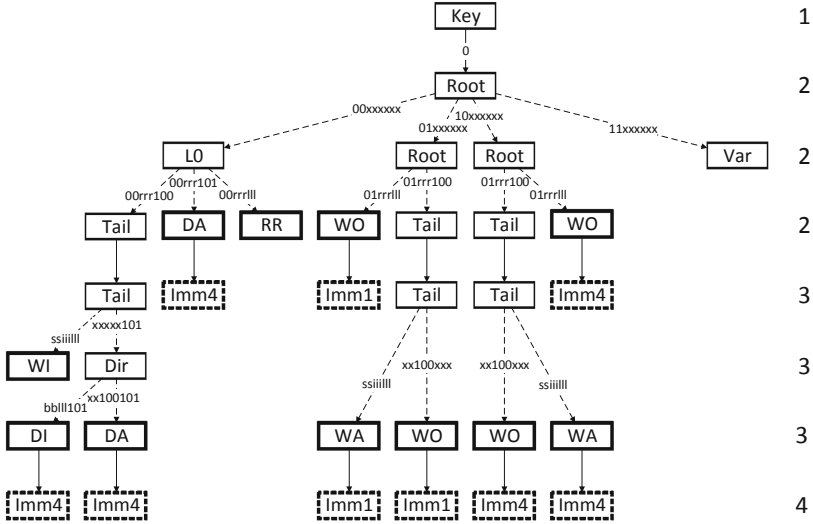 Key 1
0
Root 2
00xxxxxx 01xxxxxx 10xxxxxx 11xxxxxx
L0 Root Root Var 2
00rrr100 00rrr101 00rrrlll 01rrrlll 01rrr100 01rrr100 01rrrlll
Tail DA RR WO Tail Tail WO 2
Tail Imm4 Imm1 Tail Tail Imm4 3
ssiiilll xxxxx101
WI Dir 3
bblll101 xx100101 ssiiilll xx100xxx xx100xxx ssiiilll
DI DA WA WO WO WA 3
Imm4 Imm4 Imm1 Imm1 Imm4 Imm4 4